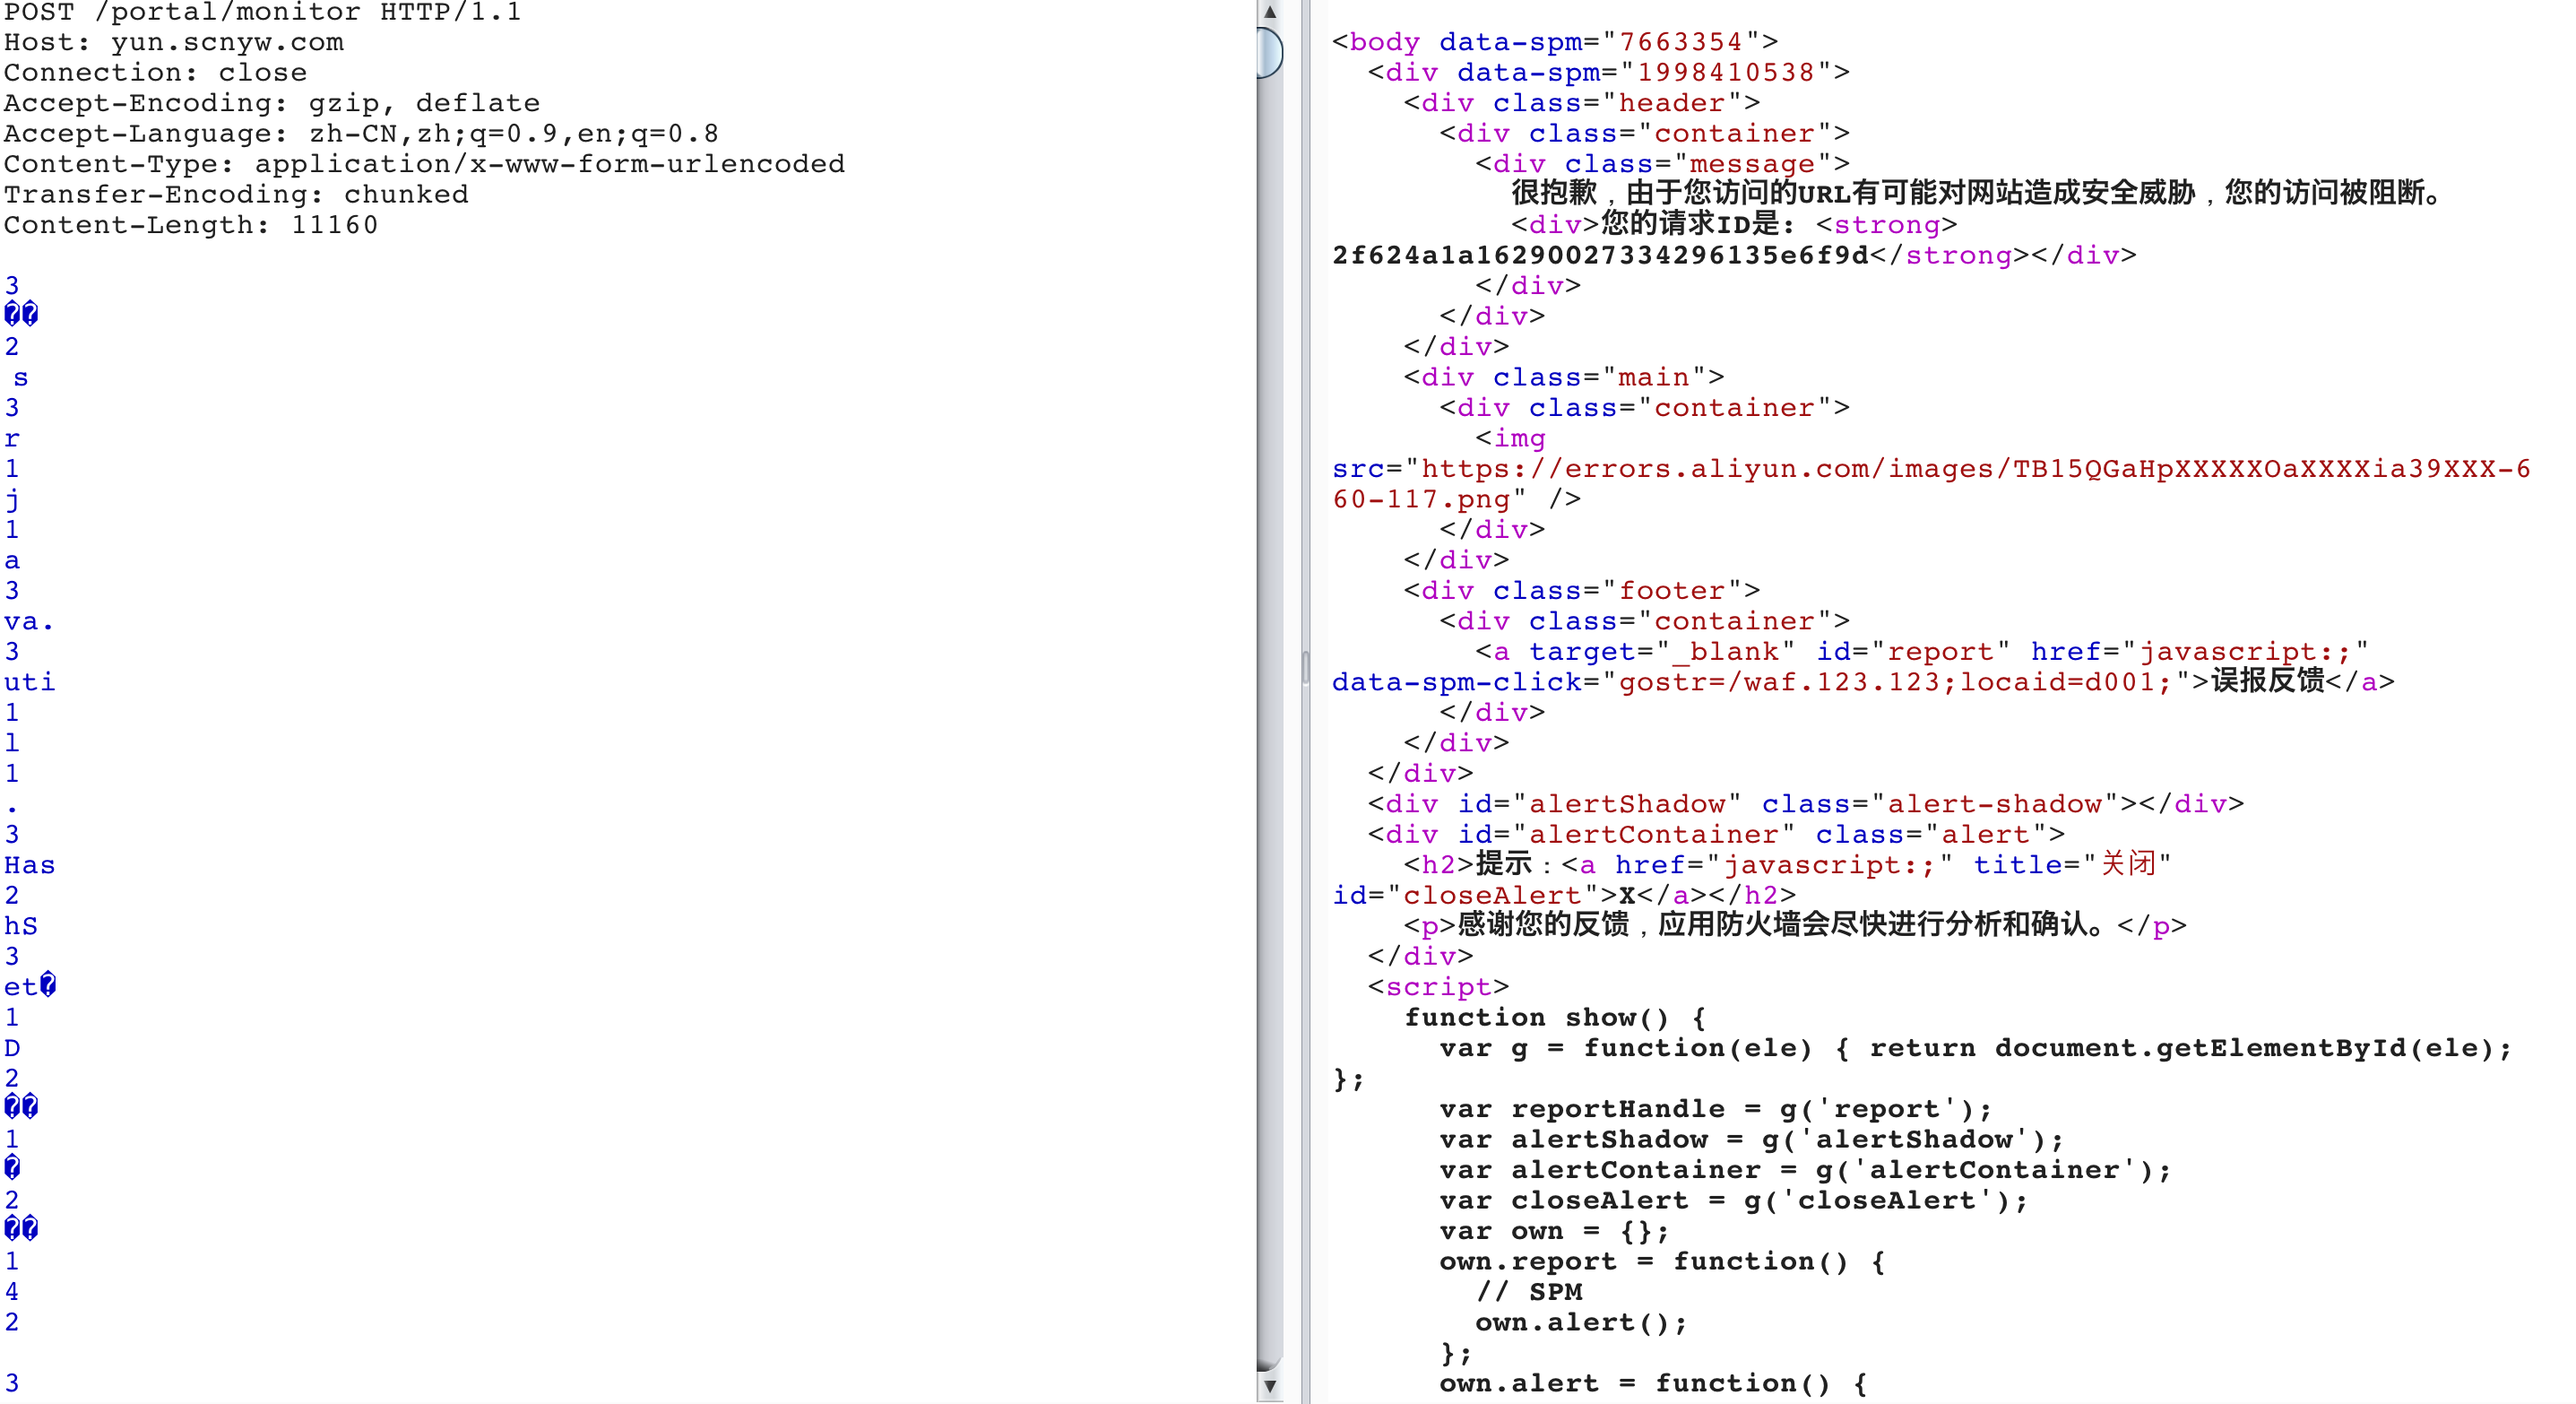 POST /portal/monitor HTTP/1.1
Host: yun.scnyw.com
Connection: close
Accept-Encoding: gzip, deflate
Accept-Language: zh-CN,zh;q=0.9,en;q=0.8
Content-Type: application/x-www-form-urlencoded
Transfer-Encoding: chunked
Content-Length: 11160
3
��
2
s
3
r
1
j
1
a
3
va.
3
uti
1
l
1
.
3
Has
2
hS
3
et�
1
D
2
��
1
�
2
��
1
4
2
3
<body data-spm="7663354">
<div data-spm="1998410538">
<div class="header">
<div class="container">
<div class="message">
很抱歉，由于您访问的URL有可能对网站造成安全威胁，您的访问被阻断。
<div>您的请求ID是: <strong>
2f624a1a16290027334296135e6f9d</strong></div>
</div>
</div>
</div>
<div class="main">
<div class="container">
<img
src="https://errors.aliyun.com/images/TB15QGaHpXXXXXOaXXXXia39XXX-6
60-117.png" />
</div>
</div>
<div class="footer">
<div class="container">
<a target="_blank" id="report" href="javascript:;"
data-spm-click="gostr=/waf.123.123;locaid=d001;">误报反馈</a>
</div>
</div>
</div>
<div id="alertShadow" class="alert-shadow"></div>
<div id="alertContainer" class="alert">
<h2>提示：<a href="javascript:;" title="关闭"
id="closeAlert">X</a></h2>
<p>感谢您的反馈，应用防火墙会尽快进行分析和确认。</p>
</div>
<script>
function show() {
var g = function(ele) { return document.getElementById(ele);
};
var reportHandle = g('report');
var alertShadow = g('alertShadow');
var alertContainer = g('alertContainer');
var closeAlert = g('closeAlert');
var own = {};
own.report = function() {
// SPM
own.alert();
};
own.alert = function() {